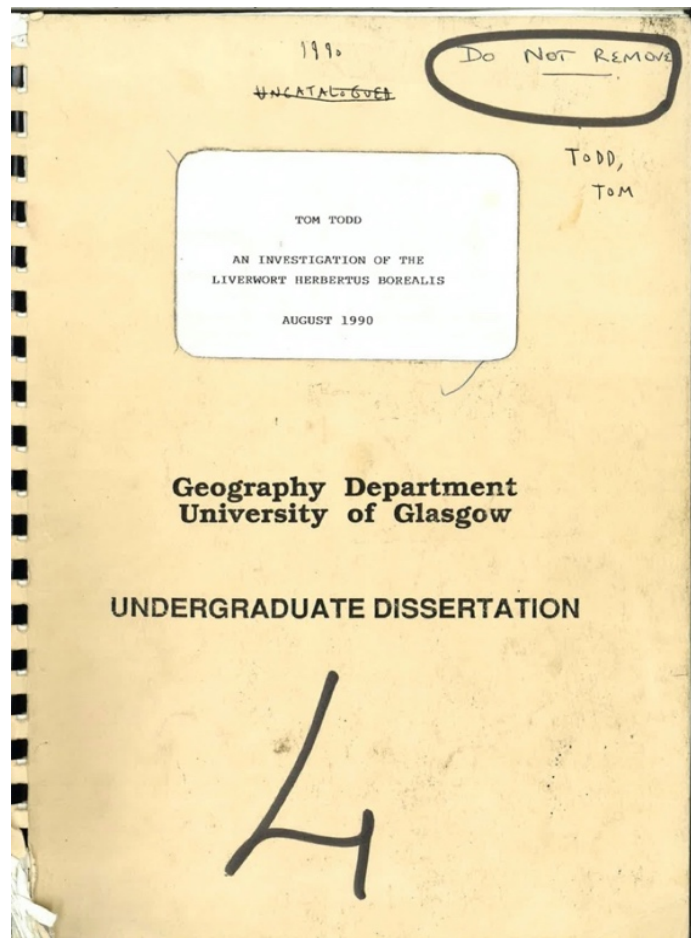 1990
UNCATALOGUED
DO NOT REMOVE
TODD,
TOM
TOM TODD
AN INVESTIGATION OF THE
LIVERWORT HERBERTUS BOREALIS
AUGUST 1990
Geography Department
University of Glasgow
UNDERGRADUATE DISSERTATION
4